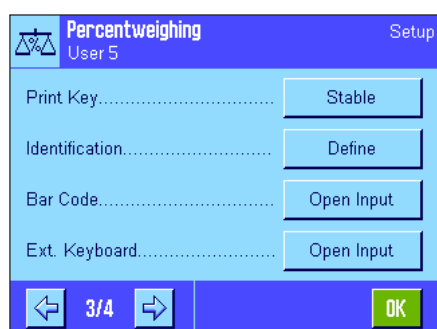 Percentweighing Setup
User 5
Print Key............................... Stable
Identification........................... Define
Bar Code................................ Open Input
Ext. Keyboard......................... Open Input
3/4 OK